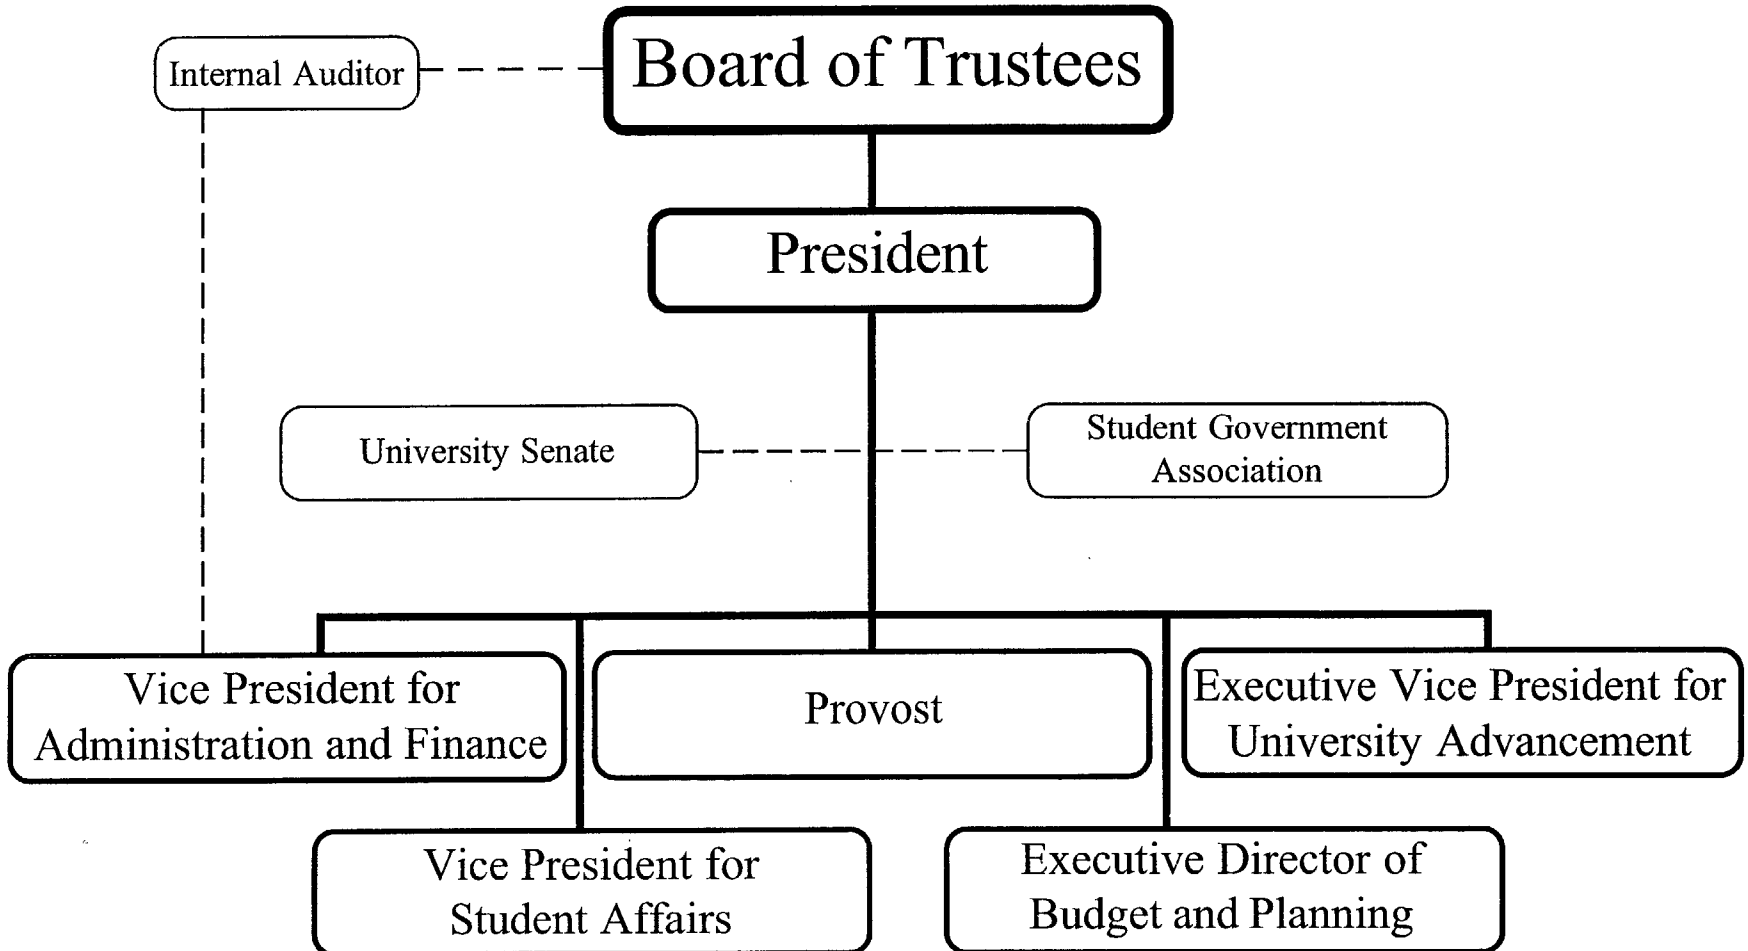 Internal Auditor
Board of Trustees
President
University Senate
Student Government
Association
Vice President for
Administration and Finance
Provost
Executive Vice President for
University Advancement
Vice President for
Student Affairs
Executive Director of
Budget and Planning